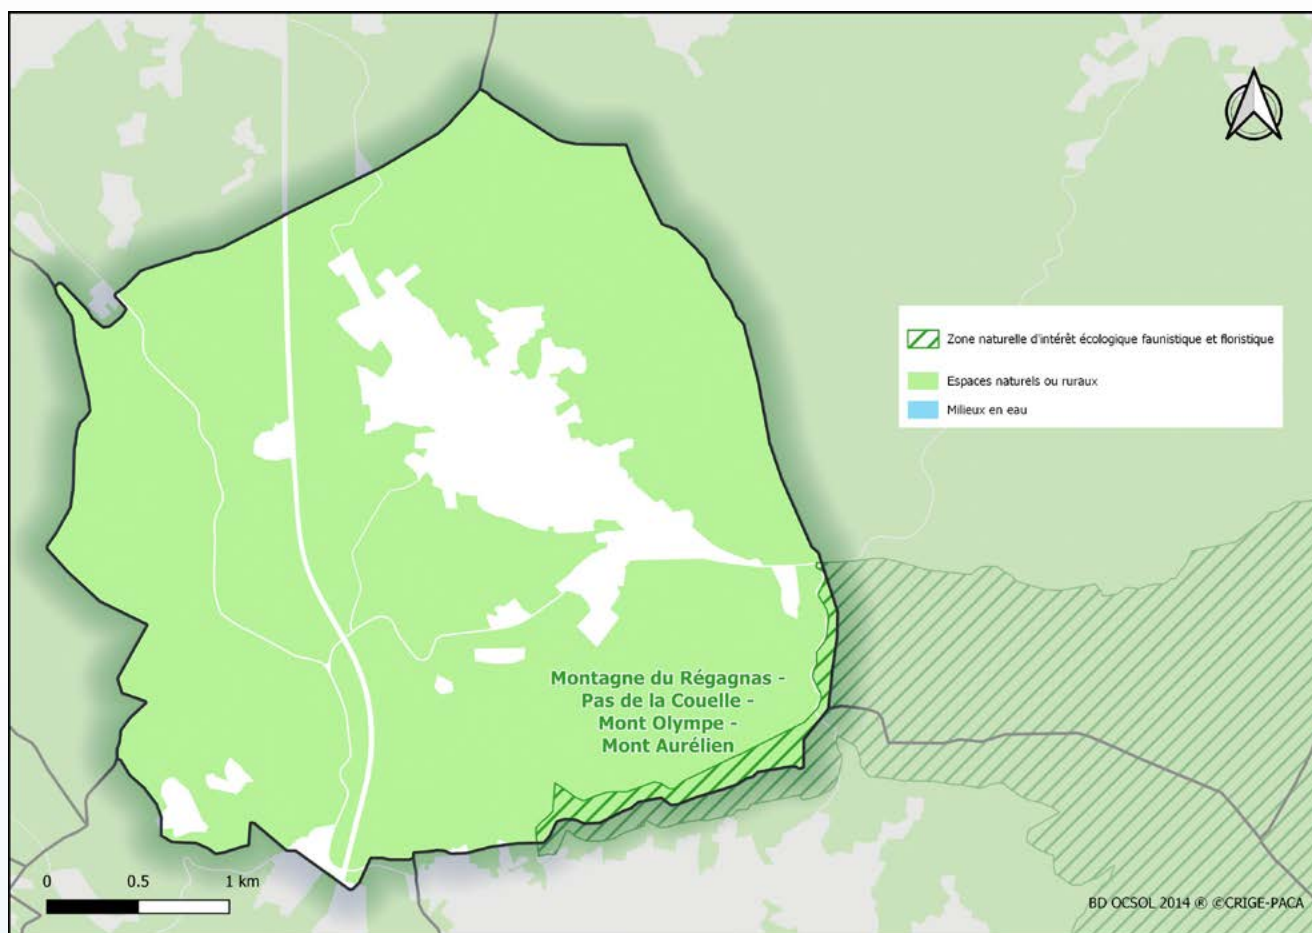 Zone naturelle d'intérêt écologique faunistique et floristique
Espaces naturels ou ruraux
Milieux en eau
Montagne du Régagnas -
Pas de la Couelle -
Mont Olympe -
Mont Aurélien
0 0.5 1 km
BD OCSOL 2014 ® ©CRIGE-PACA